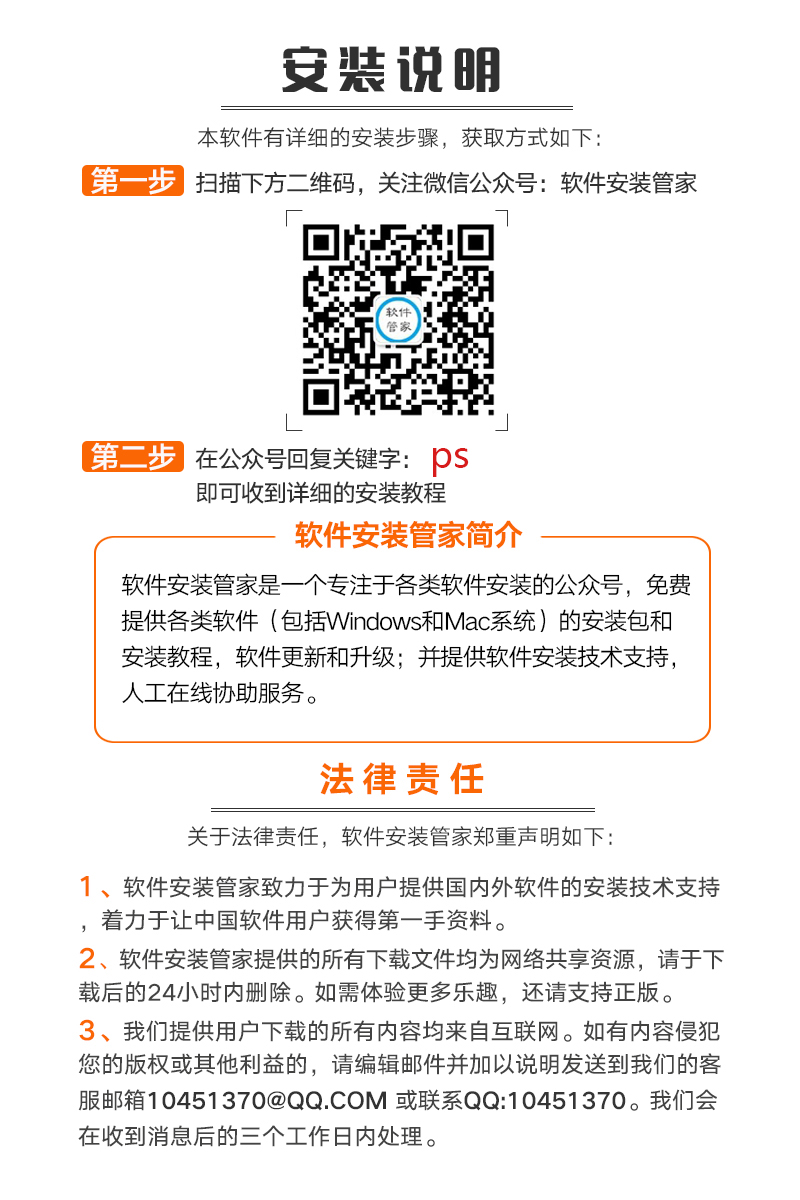 安装说明
本软件有详细的安装步骤，获取方式如下：
第一步 扫描下方二维码，关注微信公众号：软件安装管家
软件
管家
第二步 在公众号回复关键字： ps
即可收到详细的安装教程
软件安装管家简介
软件安装管家是一个专注于各类软件安装的公众号，免费
提供各类软件（包括Windows和Mac系统）的安装包和
安装教程，软件更新和升级；并提供软件安装技术支持，
人工在线协助服务。
法律责任
关于法律责任，软件安装管家郑重声明如下：
1、软件安装管家致力于为用户提供国内外软件的安装技术支持
，着力于让中国软件用户获得第一手资料。
2、软件安装管家提供的所有下载文件均为网络共享资源，请于下
载后的24小时内删除。如需体验更多乐趣，还请支持正版。
3、我们提供用户下载的所有内容均来自互联网。如有内容侵犯
您的版权或其他利益的，请编辑邮件并加以说明发送到我们的客
服邮箱10451370@QQ.COM 或联系QQ:10451370。我们会
在收到消息后的三个工作日内处理。